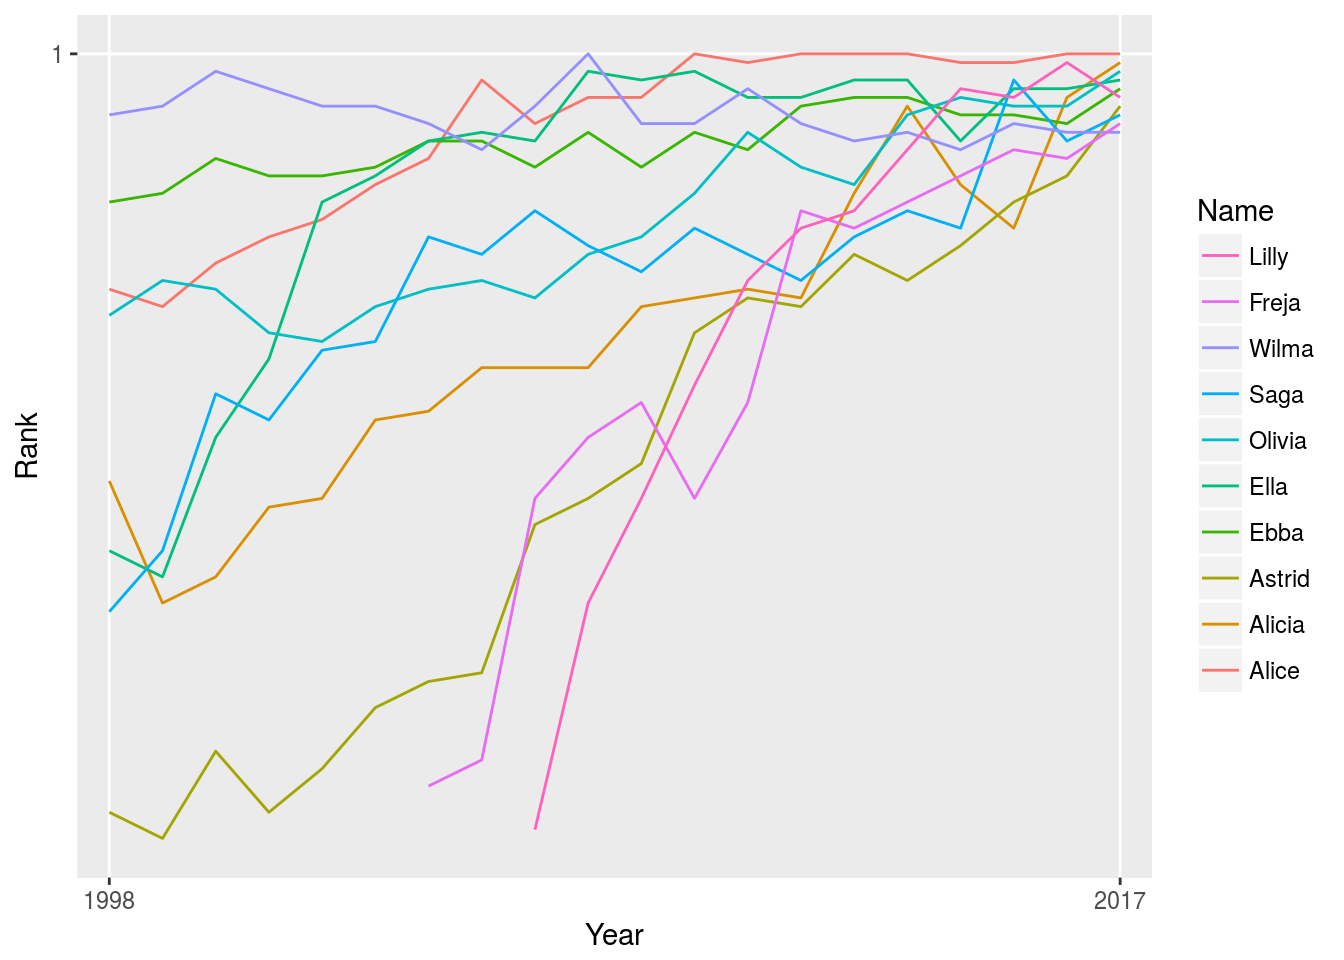 1
Rank
1998
2017
Year
Name
Lilly
Freja
Wilma
Saga
Olivia
Ella
Ebba
Astrid
Alicia
Alice